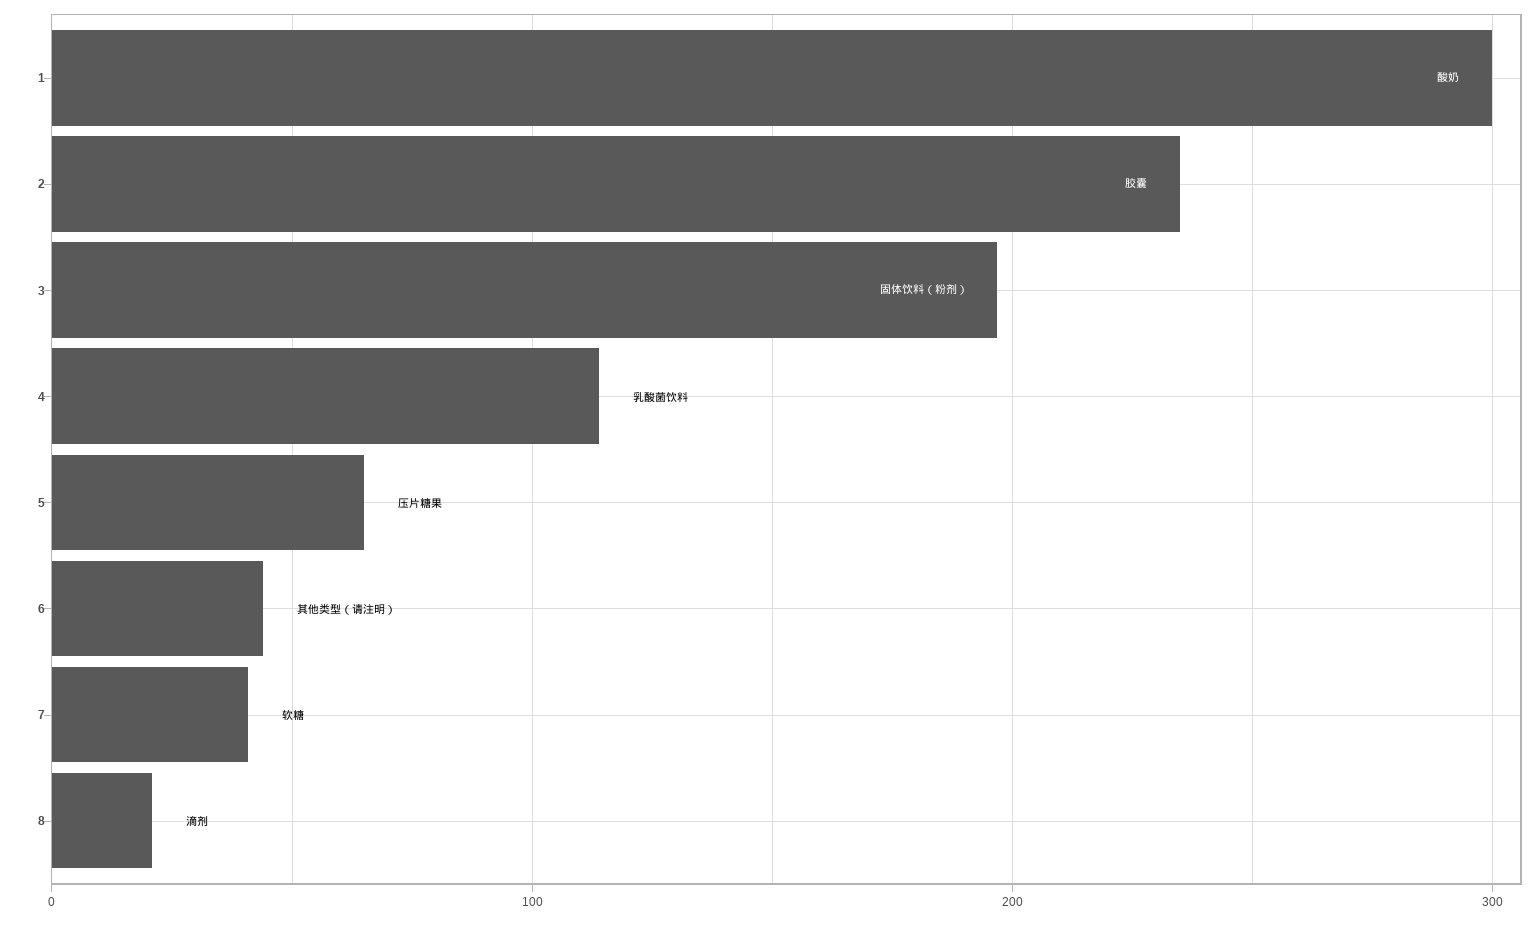 1 酸奶
2 胶囊
3 固体饮料（粉剂）
4 乳酸菌饮料
5 压片糖果
6 其他类型（请注明）
7 软糖
8 滴剂
0 100 200 300